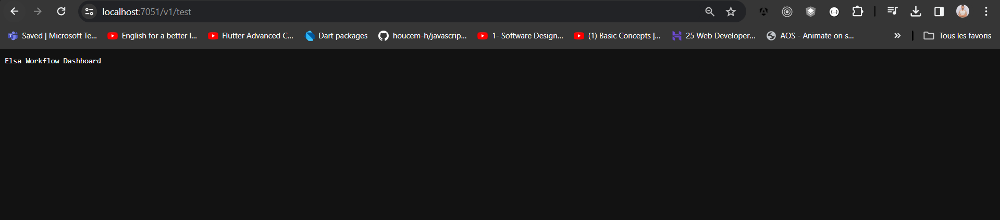 localhost:7051/v1/test
Saved | Microsoft Te... English for a better l... Flutter Advanced C... Dart packages houcem-h/javascrip... 1- Software Design... (1) Basic Concepts |... 25 Web Developer... AOS - Animate on s... Tous les favoris
Elsa Workflow Dashboard